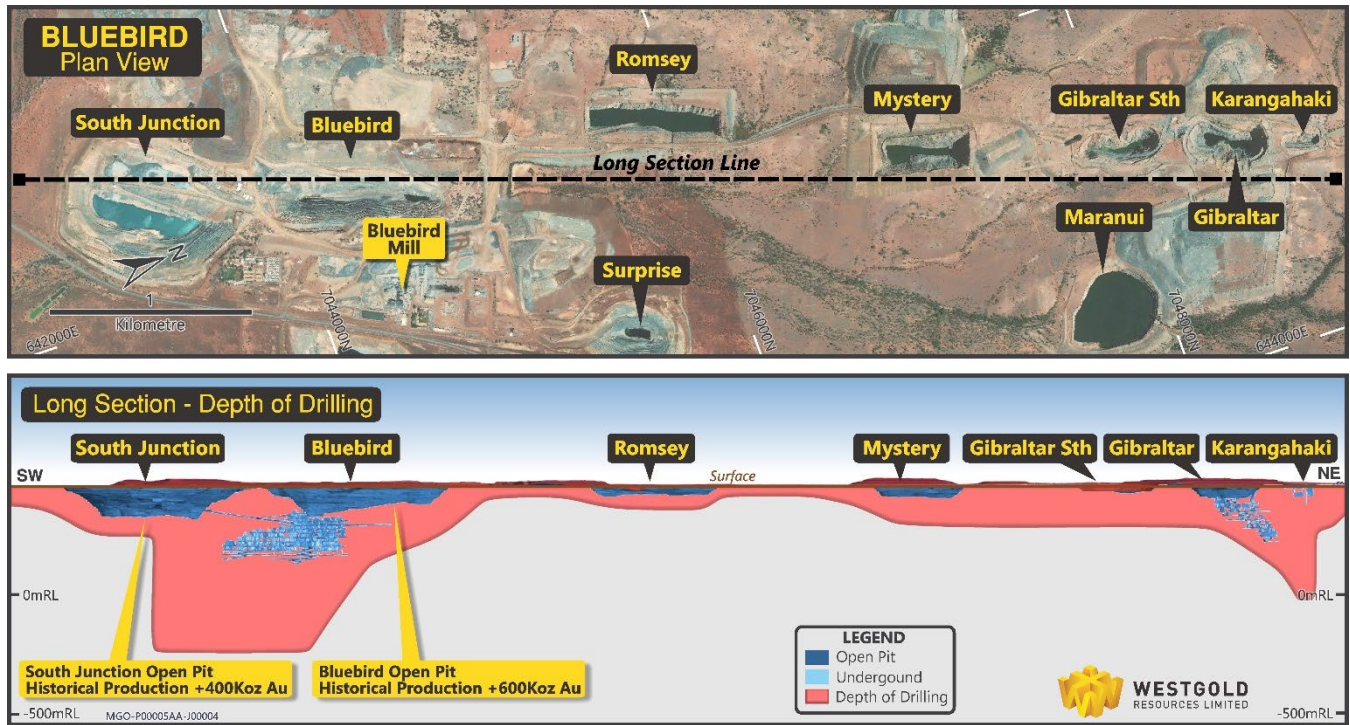 BLUEBIRD
Plan View
South Junction
Bluebird
Romsey
Mystery
Gibraltar Sth
Karangahaki
Long Section Line
Bluebird
Mill
Surprise
Maranui
Gibraltar
N
1
Kilometre
642000E
7044000N
7046000N
7048000N
644000E
Long Section - Depth of Drilling
South Junction
Bluebird
Romsey
Mystery
Gibraltar Sth
Gibraltar
Karangahaki
SW
Surface
NE
0mRL
0mRL
South Junction Open Pit
Historical Production +400Koz Au
Bluebird Open Pit
Historical Production +600Koz Au
LEGEND
Open Pit
Underground
Depth of Drilling
WESTGOLD
RESOURCES LIMITED
-500mRL
MGO-P00005AA-J00004
-500mRL